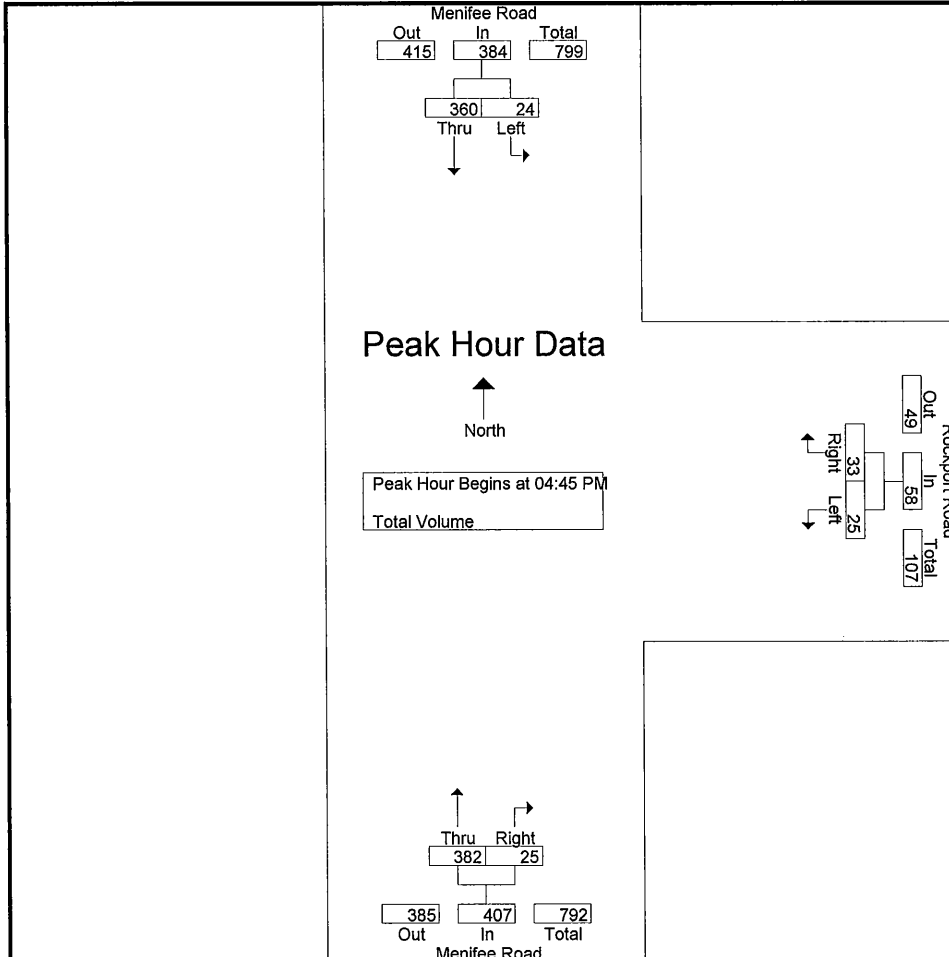 Menifee Road
Out In Total
415 384 799
360 24
Thru Left
Peak Hour Data
North
Peak Hour Begins at 04:45 PM
Total Volume
Rockport Road
Out In Total
49 58 107
33 25
Right Left
Thru Right
382 25
385 407 792
Out In Total
Menifee Road